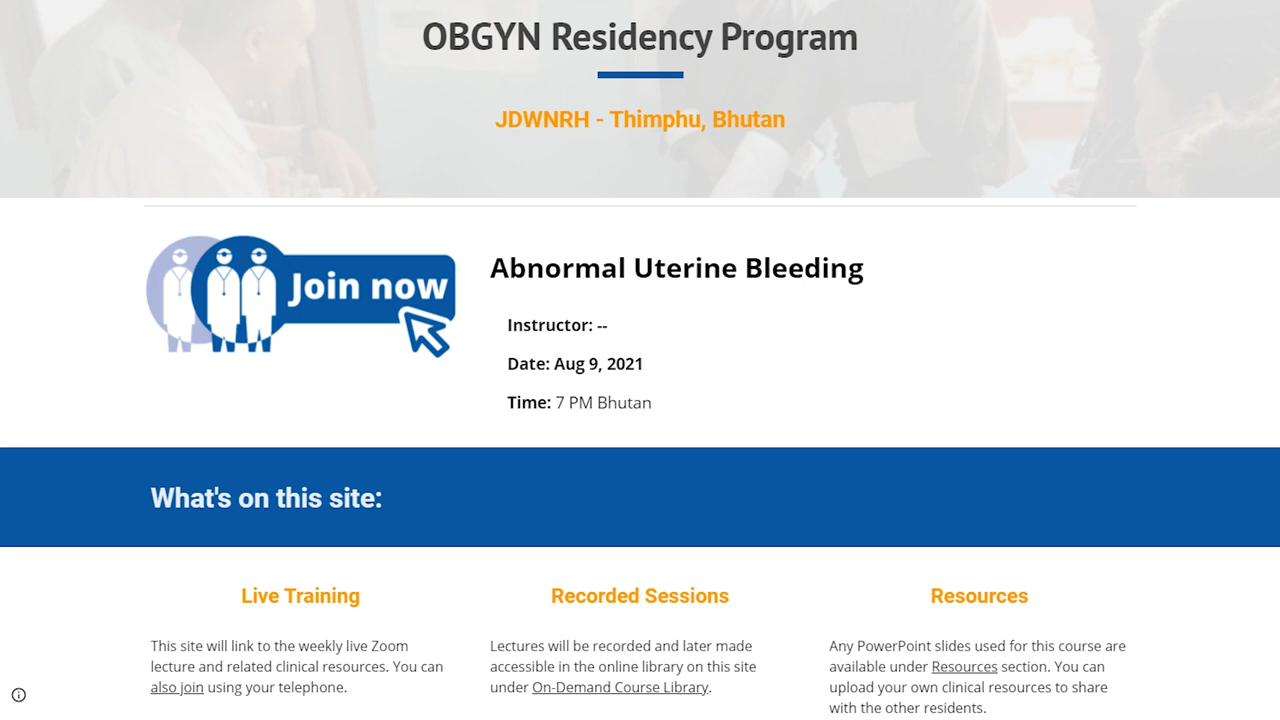 OBGYN Residency Program
JDWNRH - Thimphu, Bhutan
Join now
Abnormal Uterine Bleeding
Instructor: --
Date: Aug 9, 2021
Time: 7 PM Bhutan
What's on this site:
Live Training
This site will link to the weekly live Zoom
lecture and related clinical resources. You can
also join using your telephone.
Recorded Sessions
Lectures will be recorded and later made
accessible in the online library on this site
under On-Demand Course Library.
Resources
Any PowerPoint slides used for this course are
available under Resources section. You can
upload your own clinical resources to share
with the other residents.